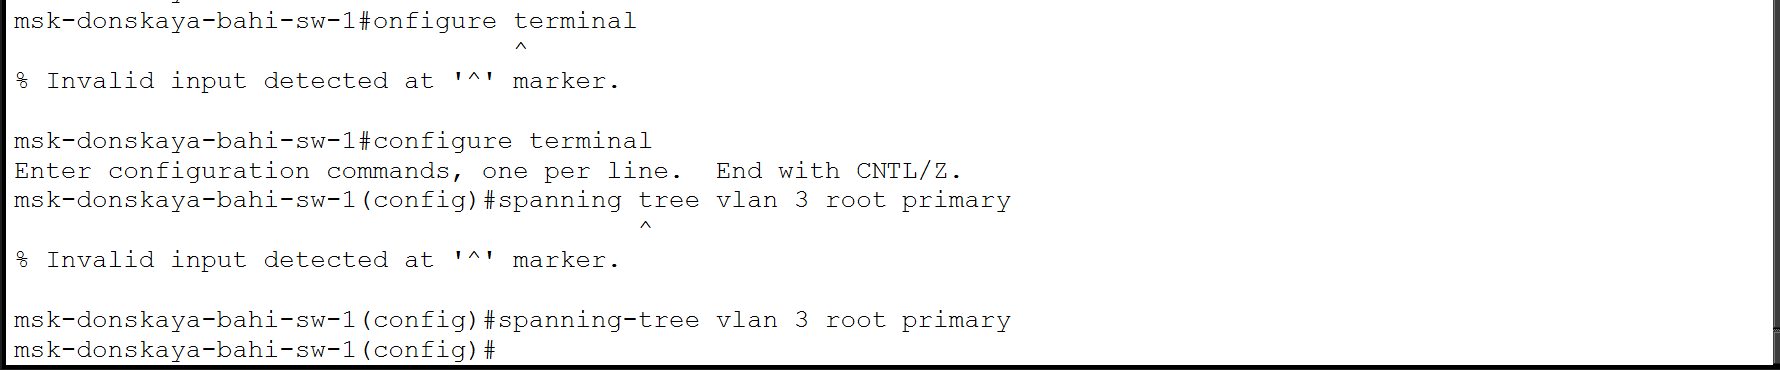 msk-donskaya-bahi-sw-1#onfigure terminal
^
% Invalid input detected at '^' marker.
msk-donskaya-bahi-sw-1#configure terminal
Enter configuration commands, one per line.  End with CNTL/Z.
msk-donskaya-bahi-sw-1(config)#spanning tree vlan 3 root primary
^
% Invalid input detected at '^' marker.
msk-donskaya-bahi-sw-1(config)#spanning-tree vlan 3 root primary
msk-donskaya-bahi-sw-1(config)#